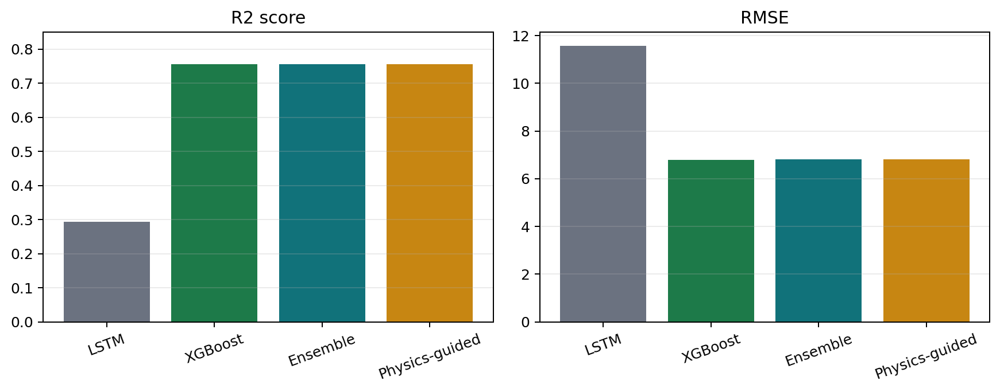 R2 score
0.8
0.7
0.6
0.5
0.4
0.3
0.2
0.1
0.0
LSTM
XGBoost
Ensemble
Physics-guided
RMSE
12
10
8
6
4
2
0
LSTM
XGBoost
Ensemble
Physics-guided